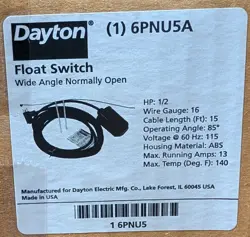 Dayton® (1) 6PNU5A
Float Switch
Wide Angle Normally Open
HP: 1/2
Wire Gauge: 16
Cable Length (Ft): 15
Operating Angle: 85°
Voltage @ 60 Hz: 115
Housing Material: ABS
Max. Running Amps: 13
Max. Temp (Deg. F): 140
Manufactured for Dayton Electric Mfg. Co., Lake Forest, IL 60045 USA
Made in USA
1 6PNU5